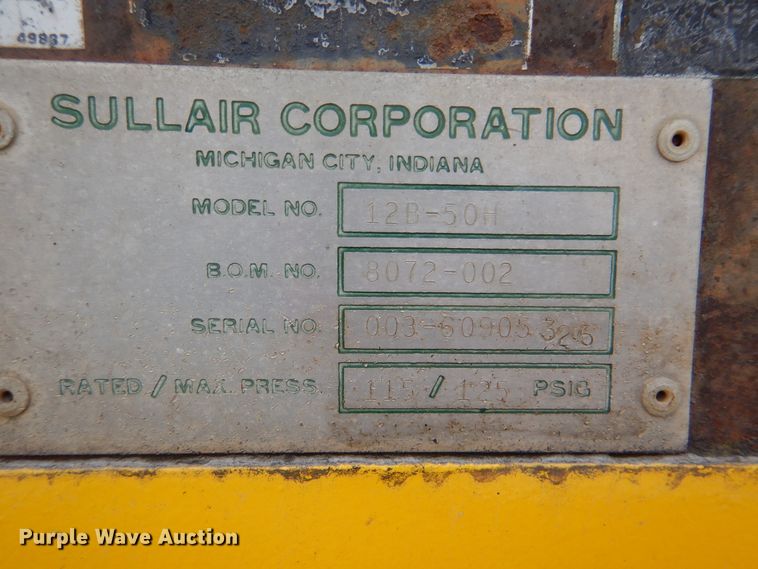 49887
SULLAIR CORPORATION
MICHIGAN CITY, INDIANA
MODEL NO. 12B-50H
B.O.M. NO. 8072-002
SERIAL NO. 003-60905 326
RATED / MAX. PRESS. 115 / 125 PSIG
Purple Wave Auction